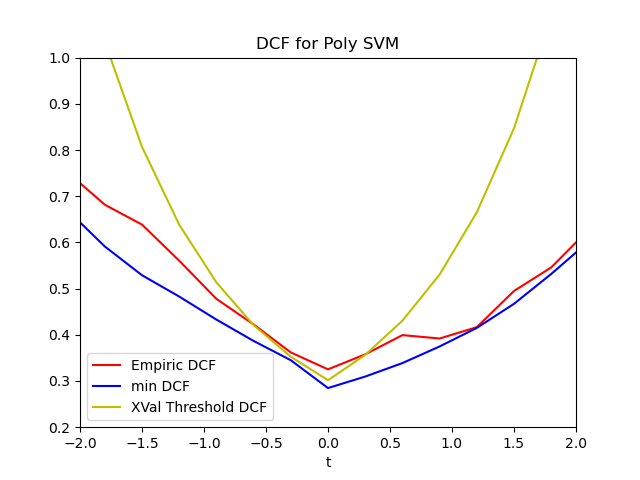 DCF for Poly SVM
1.0
0.9
0.8
0.7
0.6
0.5
0.4
0.3
0.2
Empiric DCF
min DCF
XVal Threshold DCF
−2.0 −1.5 −1.0 −0.5 0.0 0.5 1.0 1.5 2.0
t